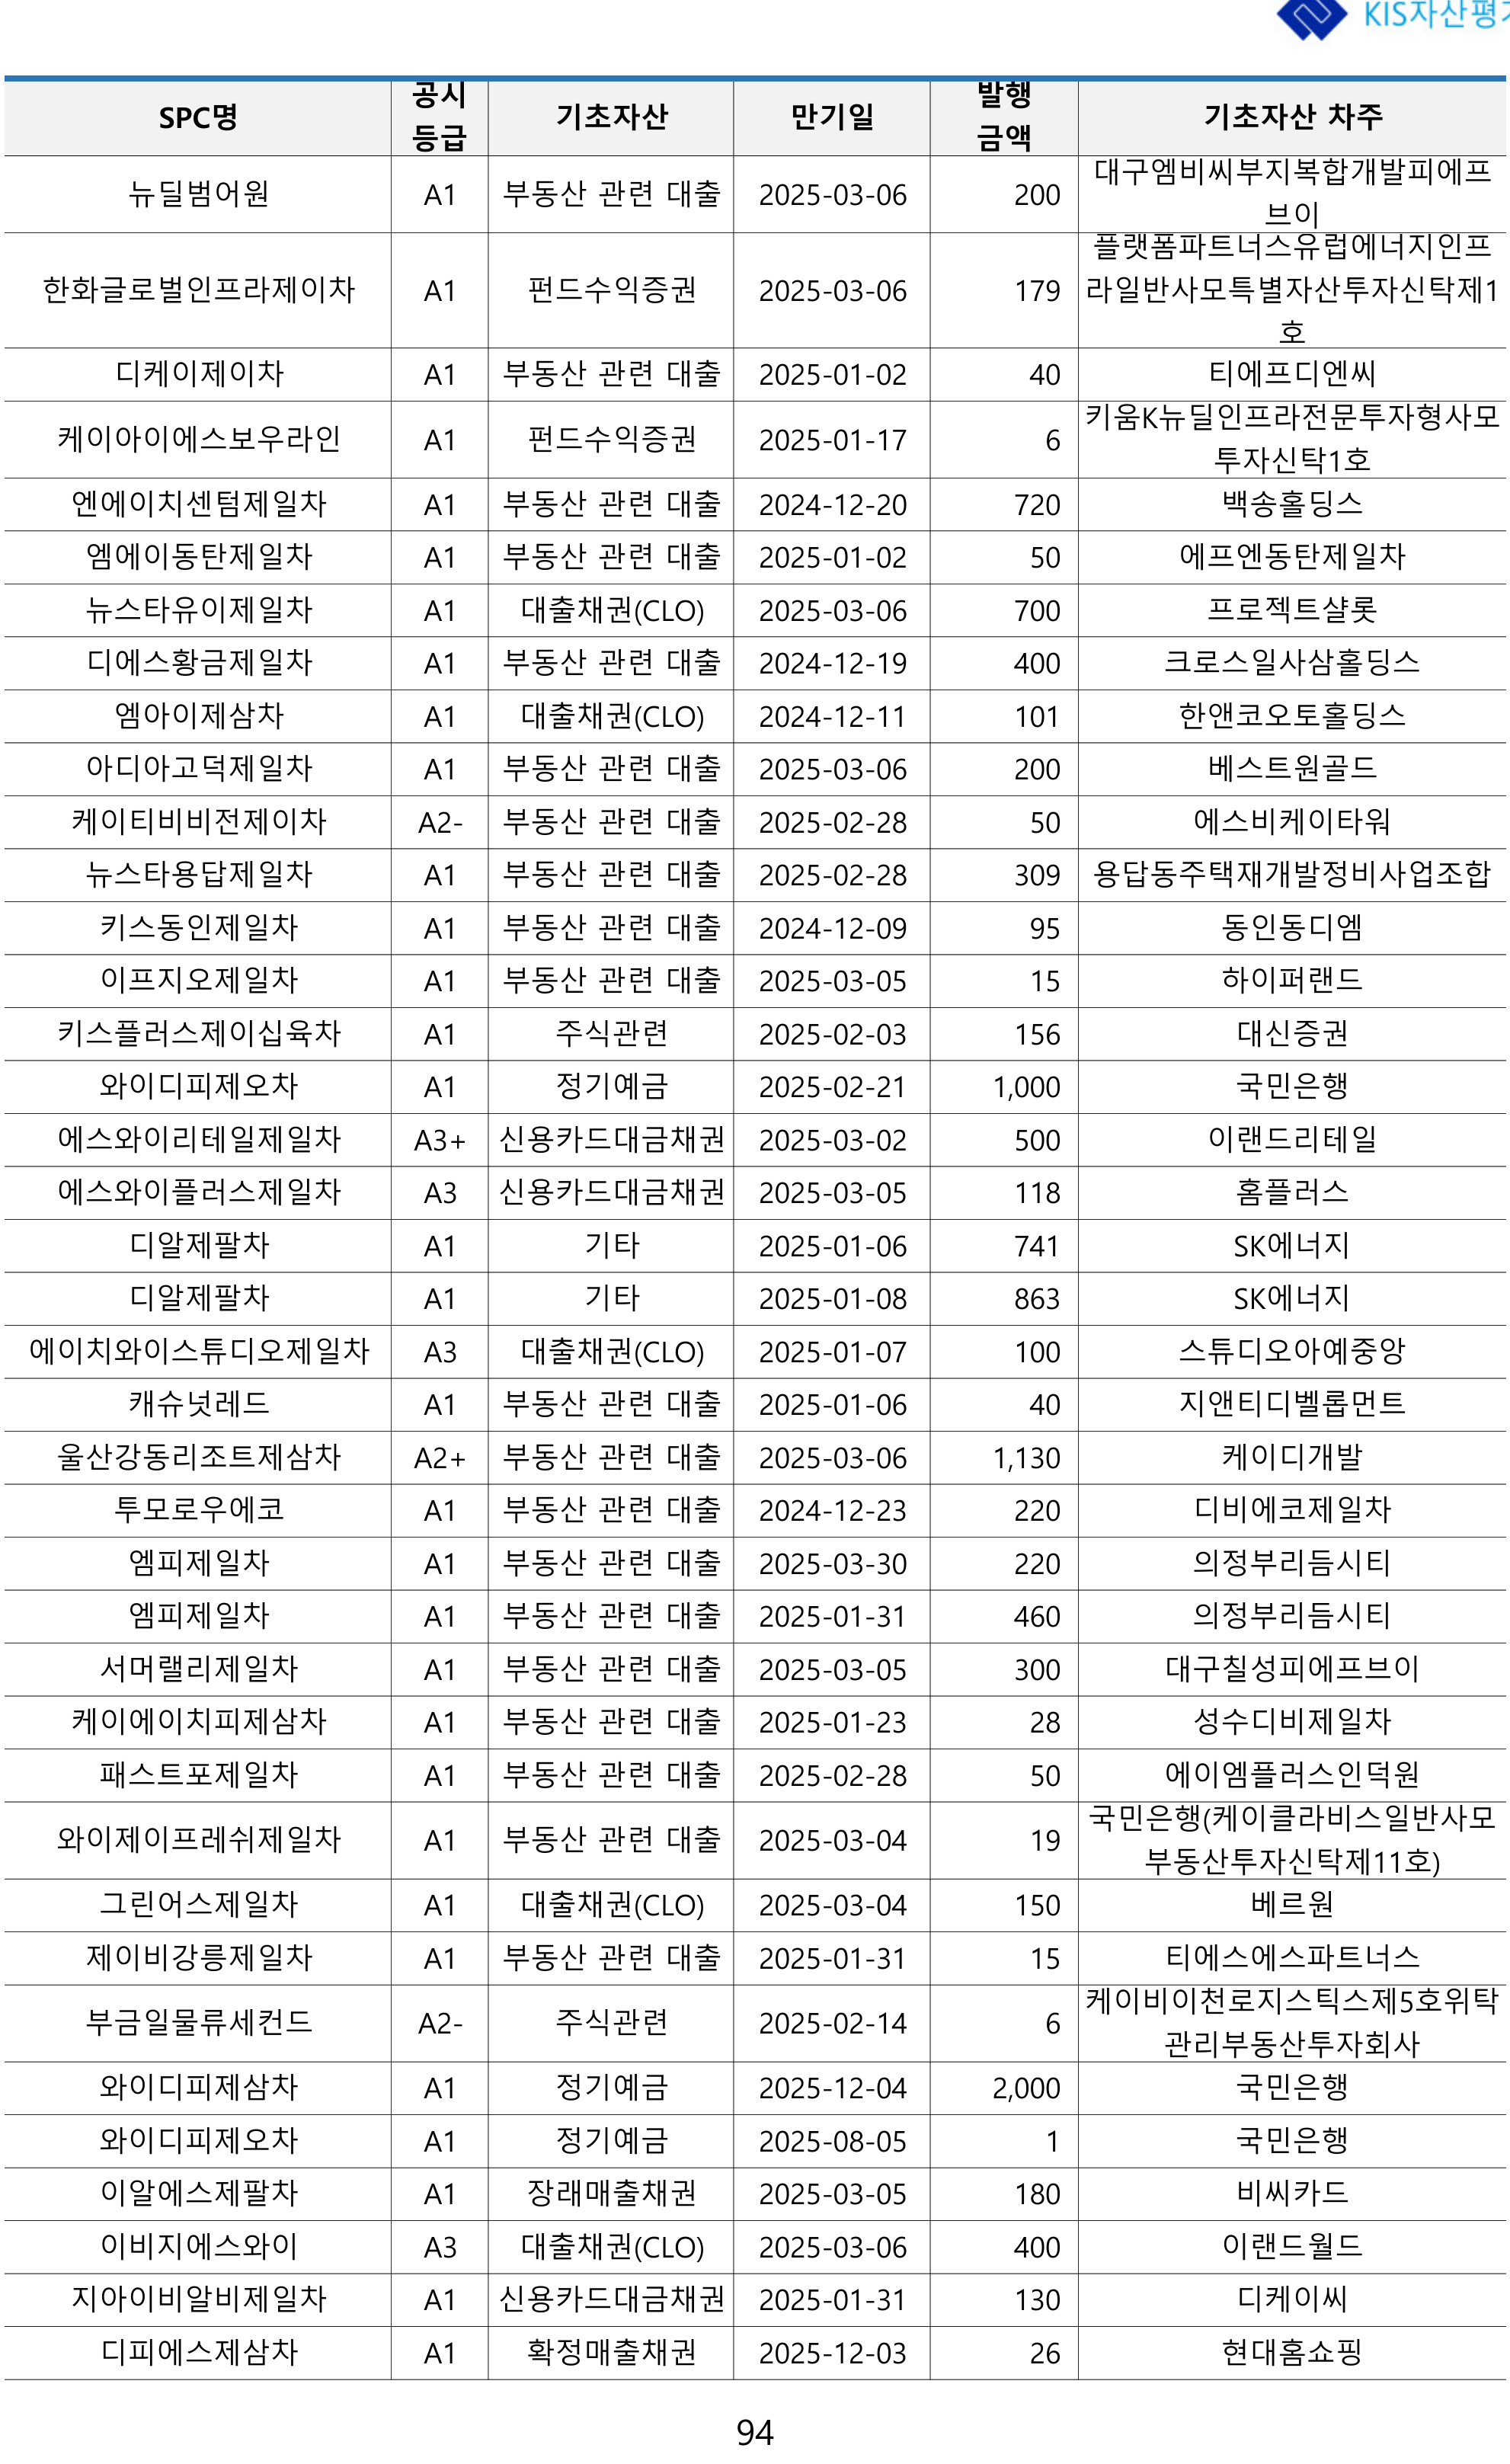 KIS자산평가
SPC명 공시 등급 기초자산 만기일 발행 금액 기초자산 차주
뉴딜범어원 A1 부동산 관련 대출 2025-03-06 200 대구엠비씨부지복합개발피에프
브이
한화글로벌인프라제이차 A1 펀드수익증권 2025-03-06 179 플랫폼파트너스유럽에너지인프
라일반사모특별자산투자신탁제1
호
디케이제이차 A1 부동산 관련 대출 2025-01-02 40 티에프디엔씨
케이아이에스보우라인 A1 펀드수익증권 2025-01-17 6 키움K뉴딜인프라전문투자형사모
투자신탁1호
엔에이치센텀제일차 A1 부동산 관련 대출 2024-12-20 720 백송홀딩스
엠에이동탄제일차 A1 부동산 관련 대출 2025-01-02 50 에프엔동탄제일차
뉴스타유이제일차 A1 대출채권(CLO) 2025-03-06 700 프로젝트샬롯
디에스황금제일차 A1 부동산 관련 대출 2024-12-19 400 크로스일사삼홀딩스
엠아이제삼차 A1 대출채권(CLO) 2024-12-11 101 한앤코오토홀딩스
아디아고덕제일차 A1 부동산 관련 대출 2025-03-06 200 베스트원골드
케이티비비전제이차 A2- 부동산 관련 대출 2025-02-28 50 에스비케이타워
뉴스타용답제일차 A1 부동산 관련 대출 2025-02-28 309 용답동주택재개발정비사업조합
키스동인제일차 A1 부동산 관련 대출 2024-12-09 95 동인동디엠
이프지오제일차 A1 부동산 관련 대출 2025-03-05 15 하이퍼랜드
키스플러스제이십육차 A1 주식관련 2025-02-03 156 대신증권
와이디피제오차 A1 정기예금 2025-02-21 1,000 국민은행
에스와이리테일제일차 A3+ 신용카드대금채권 2025-03-02 500 이랜드리테일
에스와이플러스제일차 A3 신용카드대금채권 2025-03-05 118 홈플러스
디알제팔차 A1 기타 2025-01-06 741 SK에너지
디알제팔차 A1 기타 2025-01-08 863 SK에너지
에이치와이스튜디오제일차 A3 대출채권(CLO) 2025-01-07 100 스튜디오아예중앙
캐슈넛레드 A1 부동산 관련 대출 2025-01-06 40 지앤티디벨롭먼트
울산강동리조트제삼차 A2+ 부동산 관련 대출 2025-03-06 1,130 케이디개발
투모로우에코 A1 부동산 관련 대출 2024-12-23 220 디비에코제일차
엠피제일차 A1 부동산 관련 대출 2025-03-30 220 의정부리듬시티
엠피제일차 A1 부동산 관련 대출 2025-01-31 460 의정부리듬시티
서머랠리제일차 A1 부동산 관련 대출 2025-03-05 300 대구칠성피에프브이
케이에이치피제삼차 A1 부동산 관련 대출 2025-01-23 28 성수디비제일차
패스트포제일차 A1 부동산 관련 대출 2025-02-28 50 에이엠플러스인덕원
와이제이프레쉬제일차 A1 부동산 관련 대출 2025-03-04 19 국민은행(케이클라비스일반사모
부동산투자신탁제11호)
그린어스제일차 A1 대출채권(CLO) 2025-03-04 150 베르원
제이비강릉제일차 A1 부동산 관련 대출 2025-01-31 15 티에스에스파트너스
부금일물류세컨드 A2- 주식관련 2025-02-14 6 케이비이천로지스틱스제5호위탁
관리부동산투자회사
와이디피제삼차 A1 정기예금 2025-12-04 2,000 국민은행
와이디피제오차 A1 정기예금 2025-08-05 1 국민은행
이알에스제팔차 A1 장래매출채권 2025-03-05 180 비씨카드
이비지에스와이 A3 대출채권(CLO) 2025-03-06 400 이랜드월드
지아이비알비제일차 A1 신용카드대금채권 2025-01-31 130 디케이씨
디피에스제삼차 A1 확정매출채권 2025-12-03 26 현대홈쇼핑
94